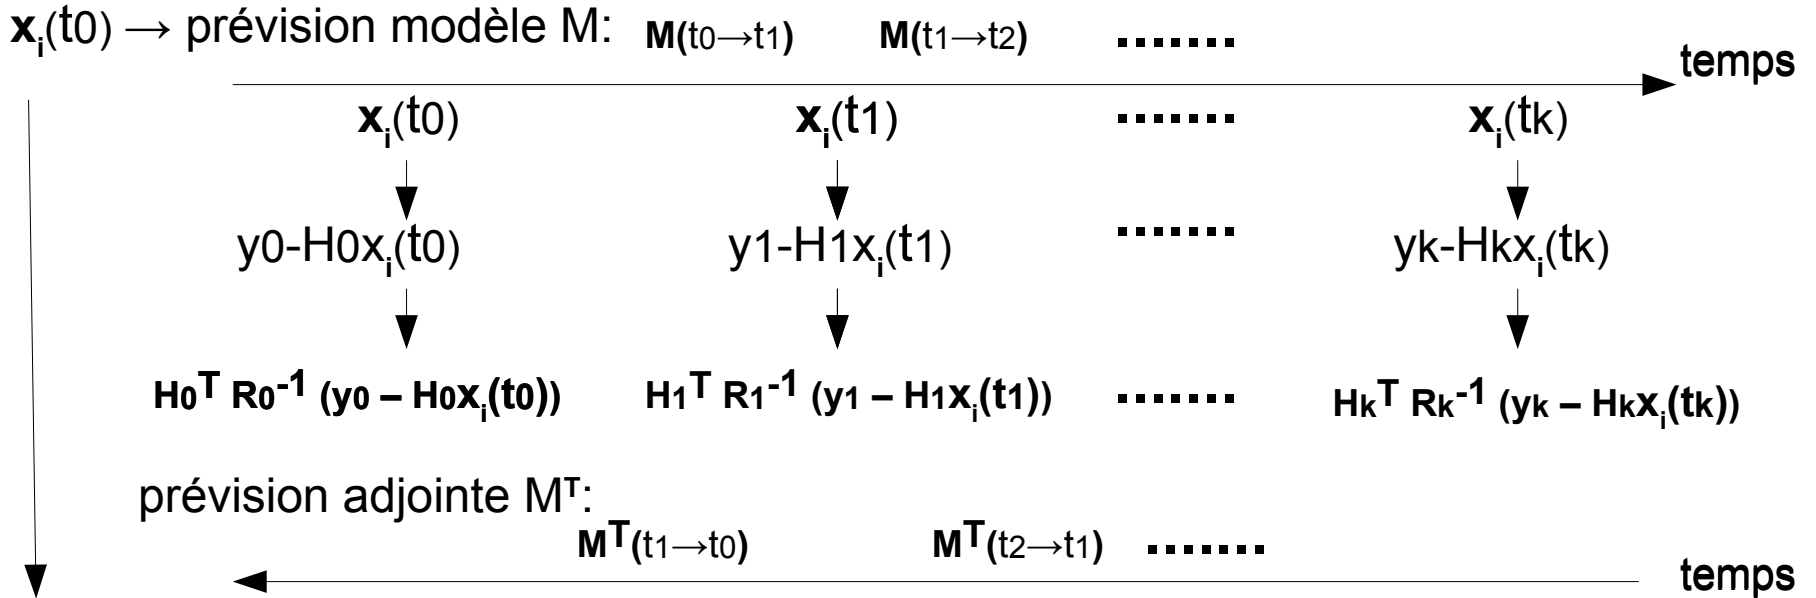 xᵢ(t0) → prévision modèle M: M(t0→t1) M(t1→t2) ·······
temps
xᵢ(t0) xᵢ(t1) ······· xᵢ(tk)
y0-H0xᵢ(t0) y1-H1xᵢ(t1) ······· yk-Hkxᵢ(tk)
H0ᵀ R0⁻¹ (y0 – H0xᵢ(t0)) H1ᵀ R1⁻¹ (y1 – H1xᵢ(t1)) ······· Hkᵀ Rk⁻¹ (yk – Hkxᵢ(tk))
prévision adjointe Mᵀ:
Mᵀ(t1→t0) Mᵀ(t2→t1) ·······
temps